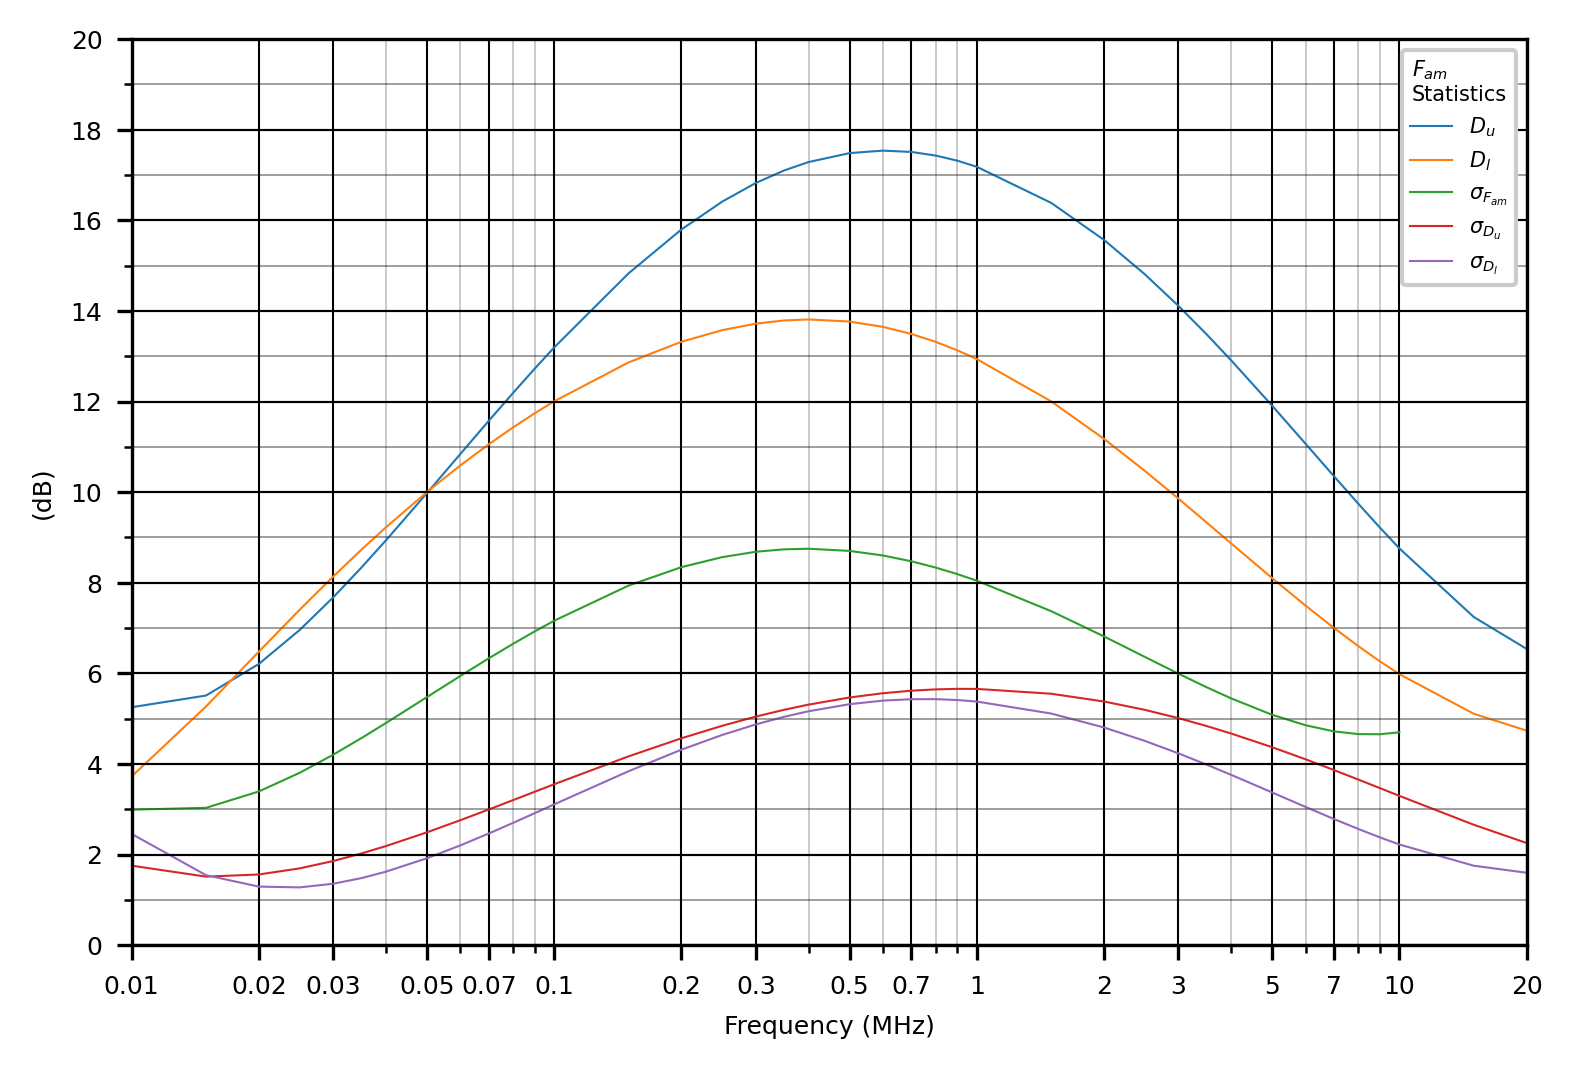 20
18
16
14
12
10
8
6
4
2
0
(dB)
0.01 0.02 0.03 0.05 0.07 0.1 0.2 0.3 0.5 0.7 1 2 3 5 7 10 20
Frequency (MHz)
F_am
Statistics
D_u
D_l
σ_F_am
σ_D_u
σ_D_l